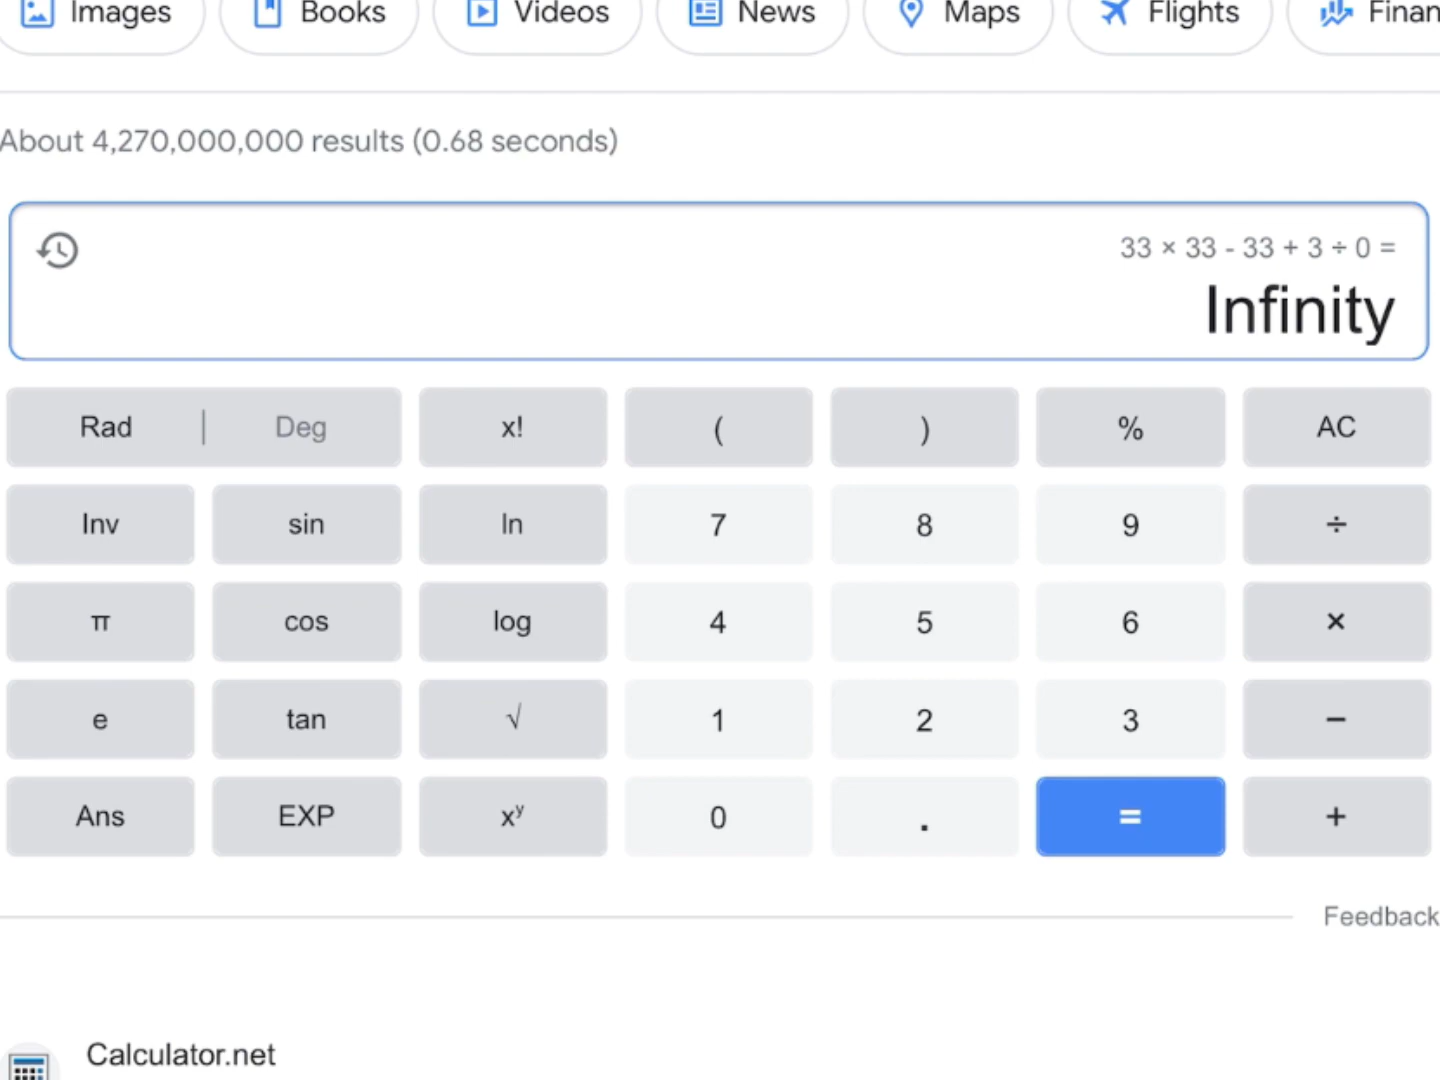 Images Books Videos News Maps Flights Finan
About 4,270,000,000 results (0.68 seconds)
33 × 33 - 33 + 3 ÷ 0 =
Infinity
Rad | Deg x! ( ) % AC
Inv sin ln 7 8 9 ÷
π cos log 4 5 6 ×
e tan √ 1 2 3 −
Ans EXP xʸ 0 . = +
Feedback
Calculator.net